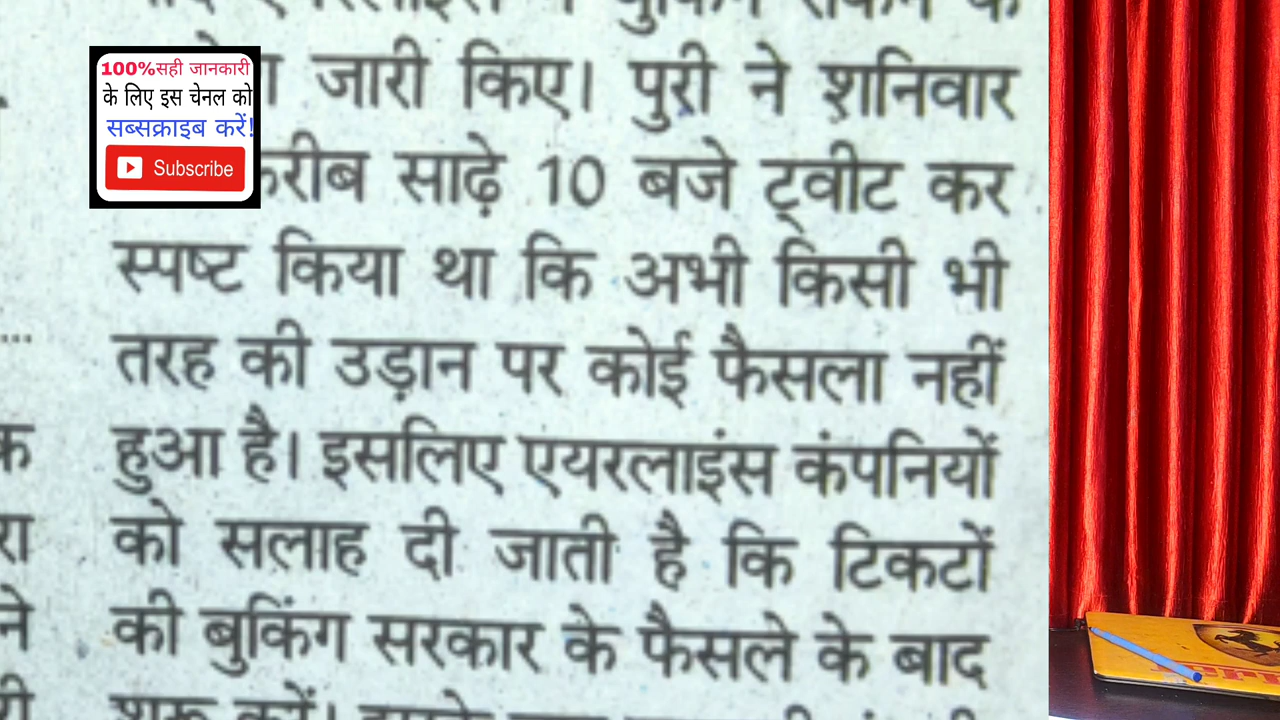 100%सही जानकारी
के लिए इस चेनल को
सब्सक्राइब करें!
Subscribe
जारी किए। पुरी ने शनिवार
करीब साढ़े 10 बजे ट्वीट कर
स्पष्ट किया था कि अभी किसी भी
तरह की उड़ान पर कोई फैसला नहीं
हुआ है। इसलिए एयरलाइंस कंपनियों
को सलाह दी जाती है कि टिकटों
की बुकिंग सरकार के फैसले के बाद